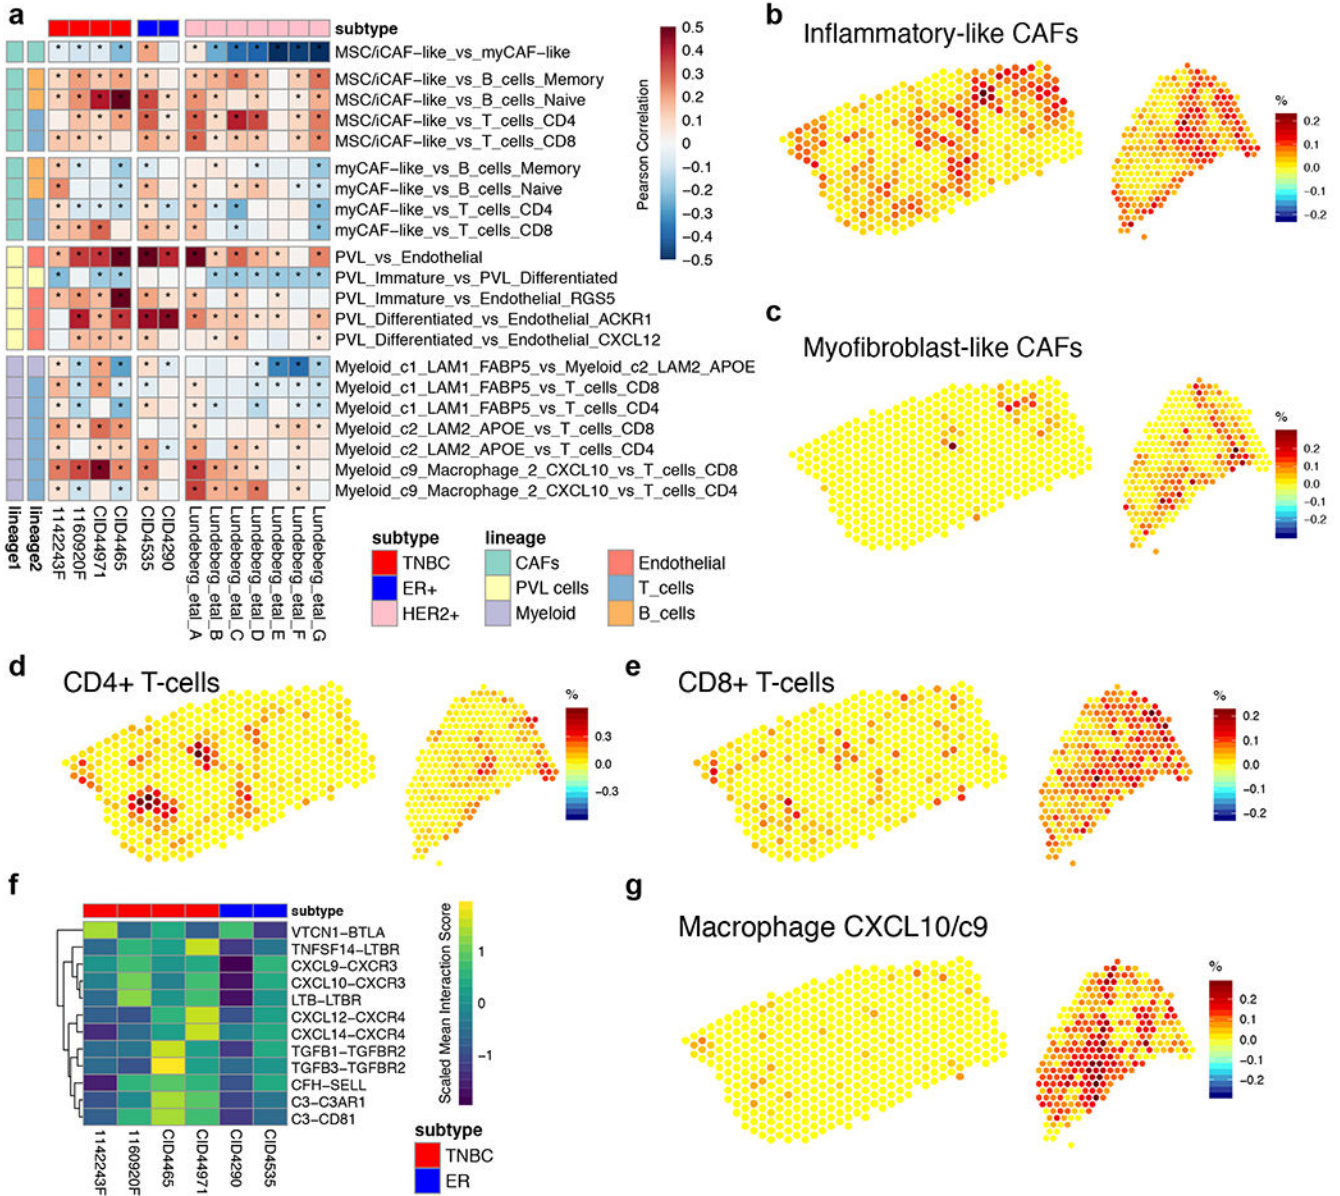 a
subtype
MSC/iCAF-like_vs_myCAF-like
MSC/iCAF-like_vs_B_cells_Memory
MSC/iCAF-like_vs_B_cells_Naive
MSC/iCAF-like_vs_T_cells_CD4
MSC/iCAF-like_vs_T_cells_CD8
myCAF-like_vs_B_cells_Memory
myCAF-like_vs_B_cells_Naive
myCAF-like_vs_T_cells_CD4
myCAF-like_vs_T_cells_CD8
PVL_vs_Endothelial
PVL_Immature_vs_PVL_Differentiated
PVL_Immature_vs_Endothelial_RGS5
PVL_Differentiated_vs_Endothelial_ACKR1
PVL_Differentiated_vs_Endothelial_CXCL12
Myeloid_c1_LAM1_FABP5_vs_Myeloid_c2_LAM2_APOE
Myeloid_c1_LAM1_FABP5_vs_T_cells_CD8
Myeloid_c1_LAM1_FABP5_vs_T_cells_CD4
Myeloid_c2_LAM2_APOE_vs_T_cells_CD8
Myeloid_c2_LAM2_APOE_vs_T_cells_CD4
Myeloid_c9_Macrophage_2_CXCL10_vs_T_cells_CD8
Myeloid_c9_Macrophage_2_CXCL10_vs_T_cells_CD4
lineage1
lineage2
1142243F
1160920F
CID44971
CID4465
CID4535
CID4290
Lundeberg_etal_A
Lundeberg_etal_B
Lundeberg_etal_C
Lundeberg_etal_D
Lundeberg_etal_E
Lundeberg_etal_F
Lundeberg_etal_G
Pearson Correlation
0.5
0.4
0.3
0.2
0.1
0
-0.1
-0.2
-0.3
-0.4
-0.5
subtype
TNBC
ER+
HER2+
lineage
CAFs
PVL cells
Myeloid
Endothelial
T_cells
B_cells
b
Inflammatory-like CAFs
%
0.2
0.1
0.0
-0.1
-0.2
c
Myofibroblast-like CAFs
%
0.2
0.1
0.0
-0.1
-0.2
d
CD4+ T-cells
%
0.3
0.0
-0.3
e
CD8+ T-cells
%
0.2
0.1
0.0
-0.1
-0.2
f
subtype
VTCN1-BTLA
TNFSF14-LTBR
CXCL9-CXCR3
CXCL10-CXCR3
LTB-LTBR
CXCL12-CXCR4
CXCL14-CXCR4
TGFB1-TGFBR2
TGFB3-TGFBR2
CFH-SELL
C3-C3AR1
C3-CD81
1142243F
1160920F
CID4465
CID44971
CID4290
CID4535
Scaled Mean Interaction Score
1
0
-1
subtype
TNBC
ER
g
Macrophage CXCL10/c9
%
0.2
0.1
0.0
-0.1
-0.2